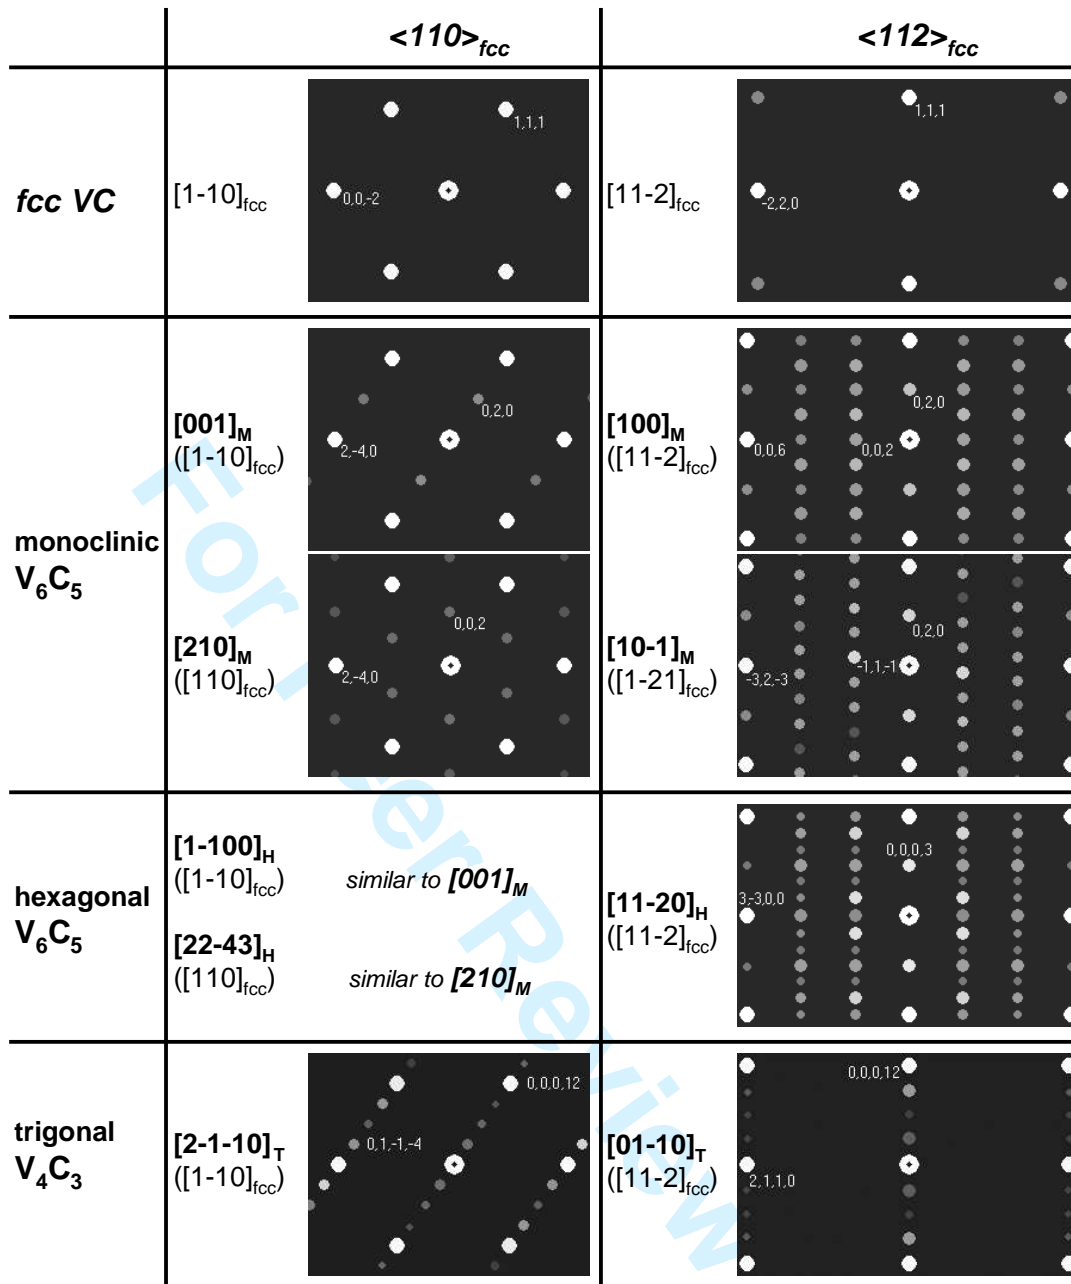 <110>fcc <112>fcc
fcc VC
[1-10]fcc
1,1,1
0,0,-2
[11-2]fcc
1,1,1
-2,2,0
monoclinic
V6C5
[001]M
([1-10]fcc)
0,2,0
2,-4,0
[100]M
([11-2]fcc)
0,2,0
0,0,6 0,0,2
[210]M
([110]fcc)
0,0,2
2,-4,0
[10-1]M
([1-21]fcc)
0,2,0
-3,2,-3 -1,1,-1
hexagonal
V6C5
[1-100]H
([1-10]fcc) similar to [001]M
[22-43]H
([110]fcc) similar to [210]M
[11-20]H
([11-2]fcc)
0,0,0,3
3,-3,0,0
trigonal
V4C3
[2-1-10]T
([1-10]fcc)
0,0,0,12
0,1,-1,-4
[01-10]T
([11-2]fcc)
0,0,0,12
2,1,1,0
For Peer Review